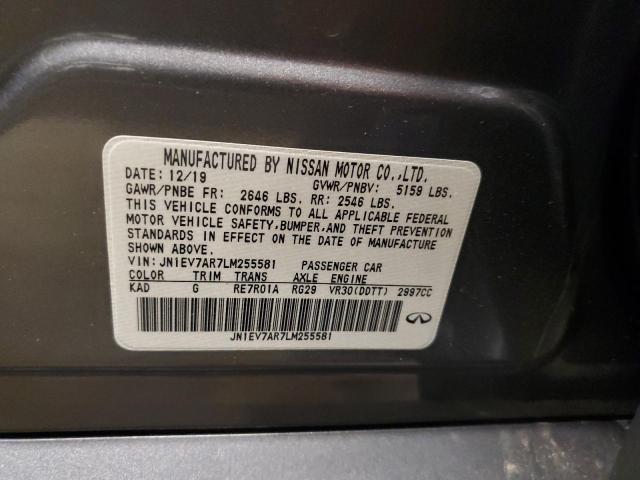 MANUFACTURED BY NISSAN MOTOR CO.,LTD.
DATE: 12/19 GVWR/PNBV: 5159 LBS.
GAWR/PNBE FR: 2646 LBS. RR: 2546 LBS.
THIS VEHICLE CONFORMS TO ALL APPLICABLE FEDERAL
MOTOR VEHICLE SAFETY,BUMPER,AND THEFT PREVENTION
STANDARDS IN EFFECT ON THE DATE OF MANUFACTURE
SHOWN ABOVE.
VIN: JN1EV7AR7LM255581 PASSENGER CAR
COLOR TRIM TRANS AXLE ENGINE
KAD G RE7R01A RG29 VR30(DDTT) 2997CC
JN1EV7AR7LM255581